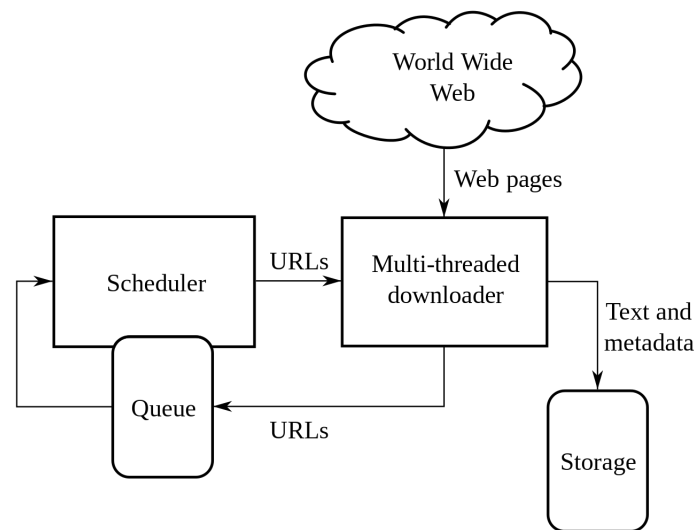 World Wide
Web
Web pages
Scheduler
URLs
Multi-threaded
downloader
Text and
metadata
Queue
URLs
Storage